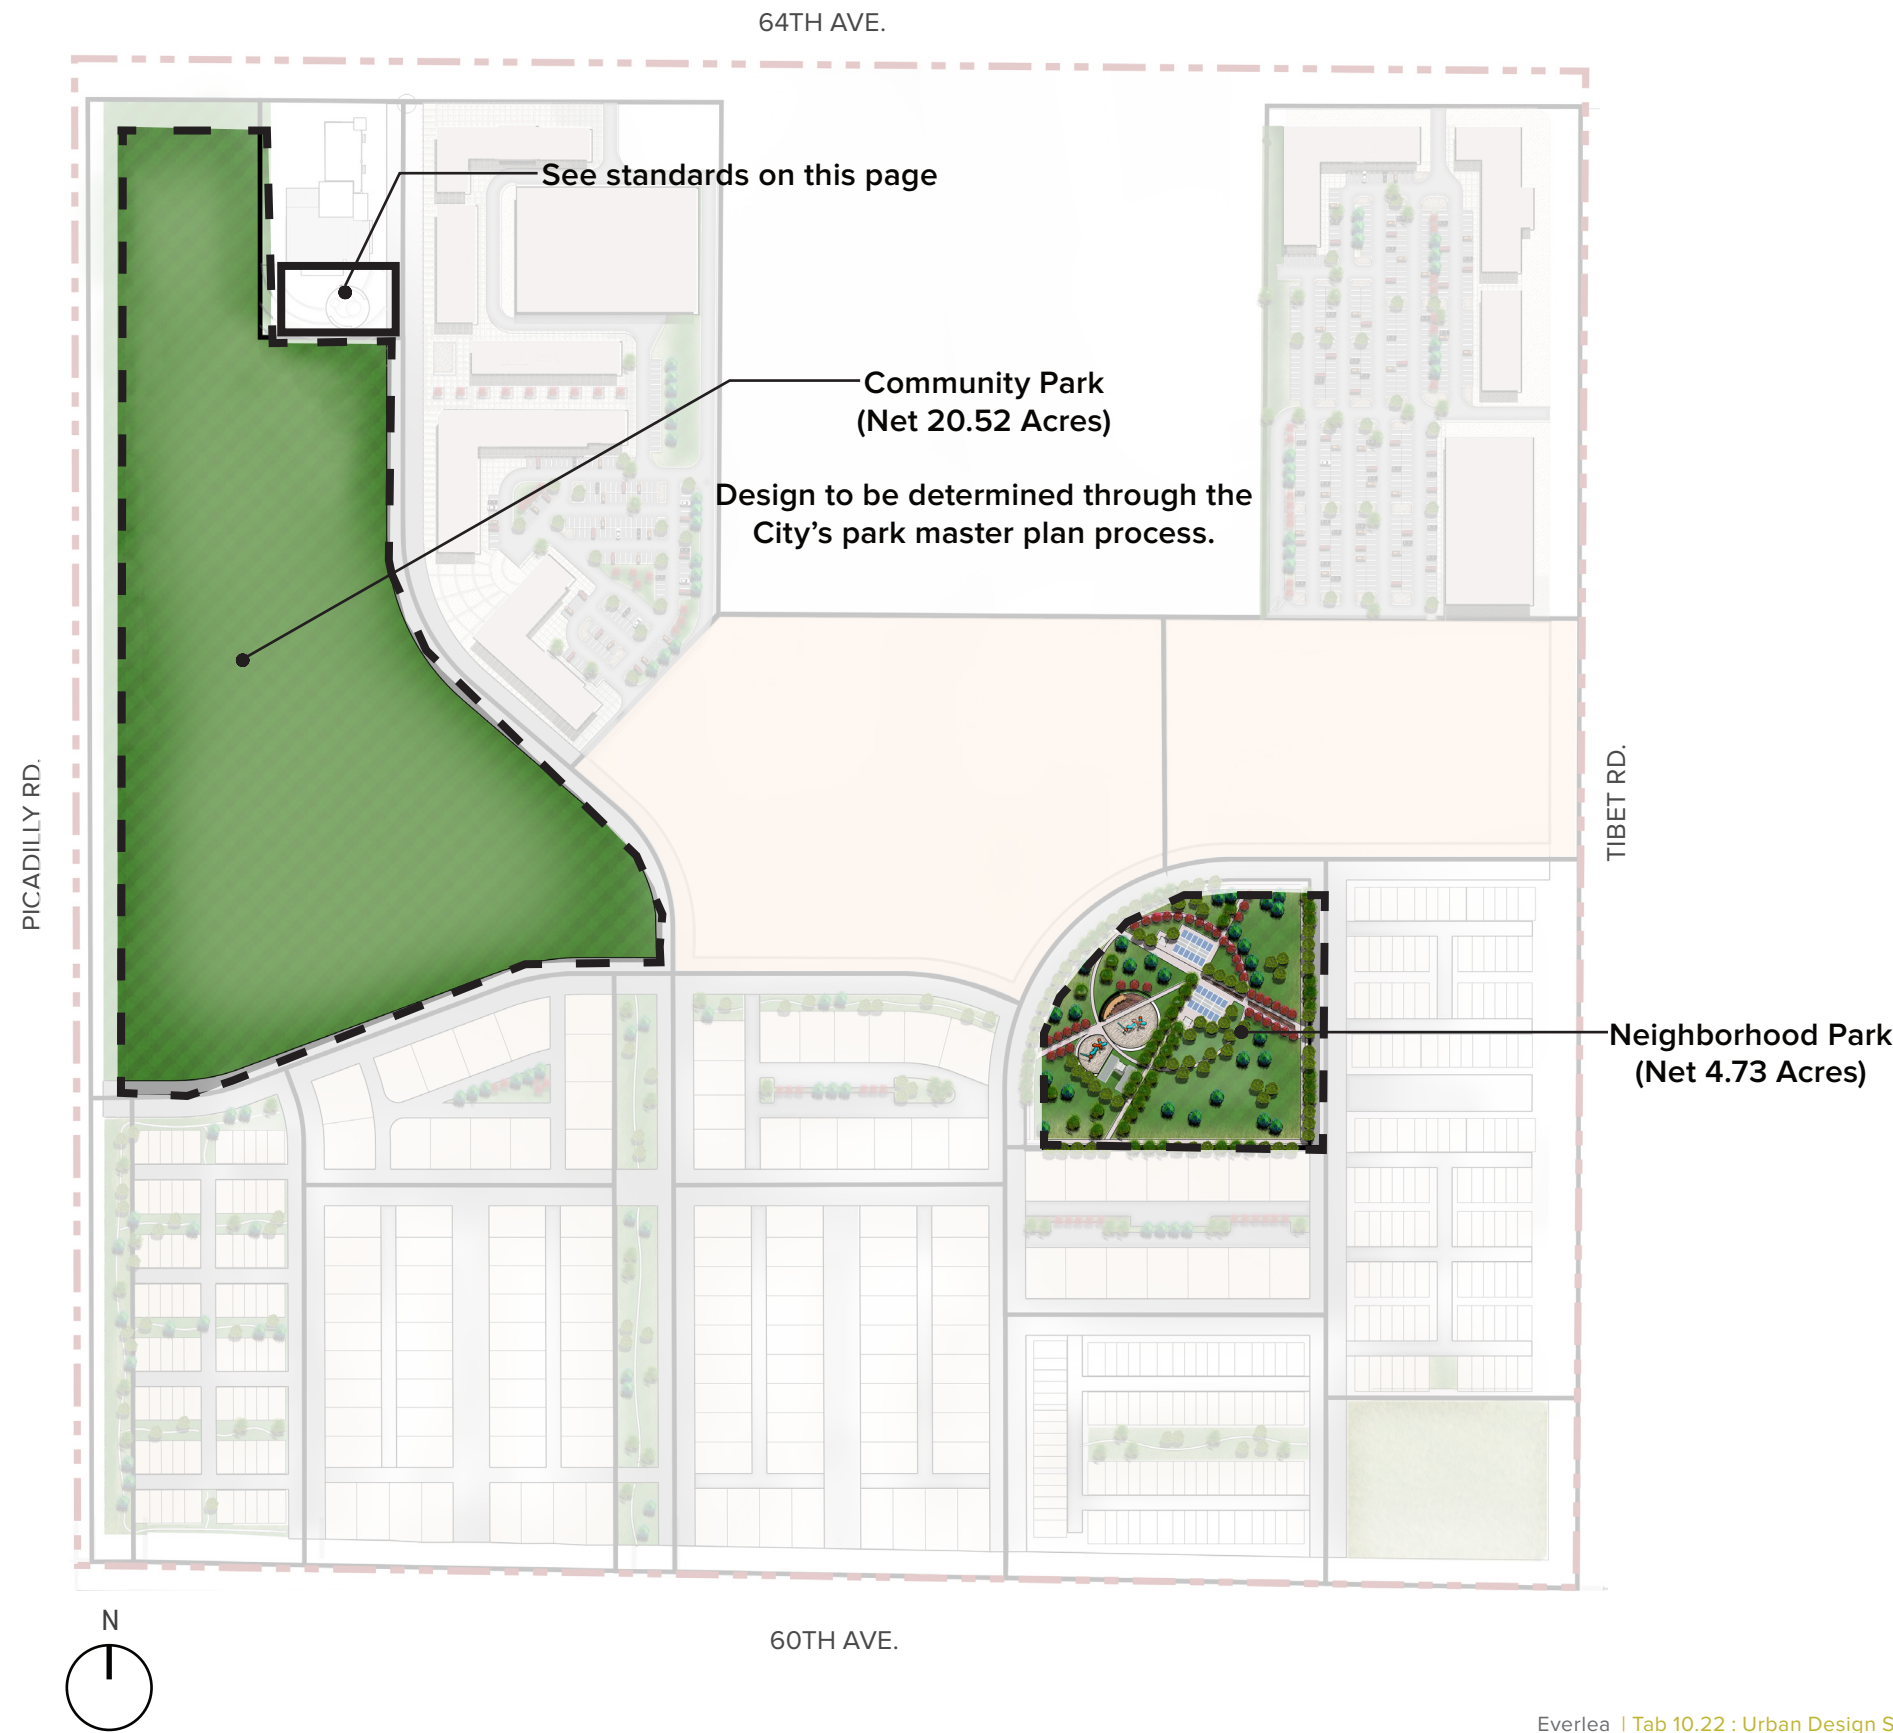 64TH AVE.
See standards on this page
Community Park
(Net 20.52 Acres)
Design to be determined through the
City’s park master plan process.
PICADILLY RD.
TIBET RD.
Neighborhood Park
(Net 4.73 Acres)
N
60TH AVE.
Everlea | Tab 10.22 : Urban Design S